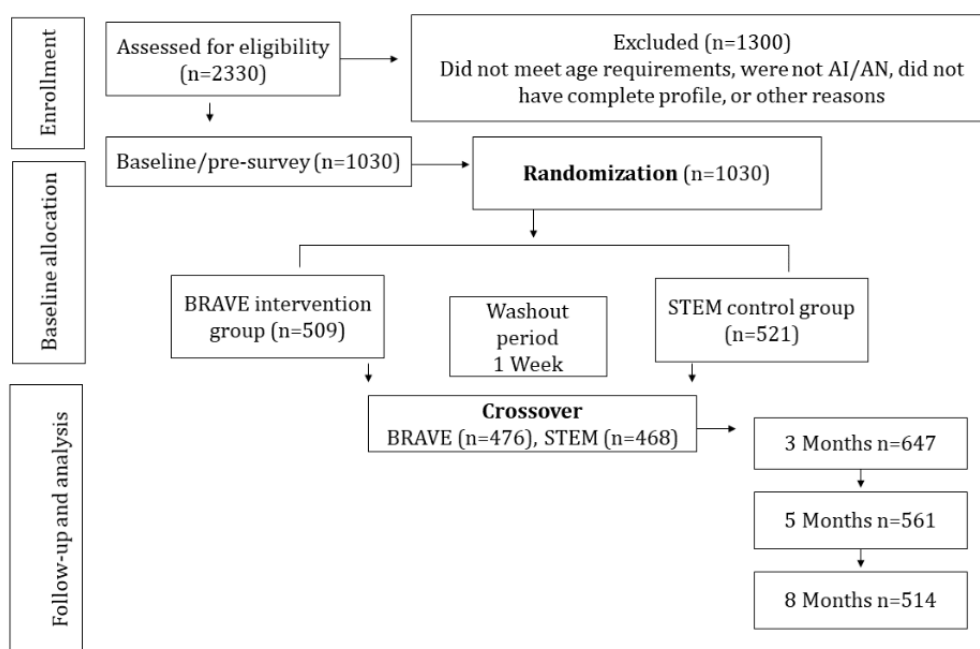 Enrollment
Assessed for eligibility
(n=2330)
Excluded (n=1300)
Did not meet age requirements, were not AI/AN, did not
have complete profile, or other reasons
Baseline/pre-survey (n=1030)
Randomization (n=1030)
Baseline allocation
BRAVE intervention
group (n=509)
Washout
period
1 Week
STEM control group
(n=521)
Crossover
BRAVE (n=476), STEM (n=468)
Follow-up and analysis
3 Months n=647
5 Months n=561
8 Months n=514